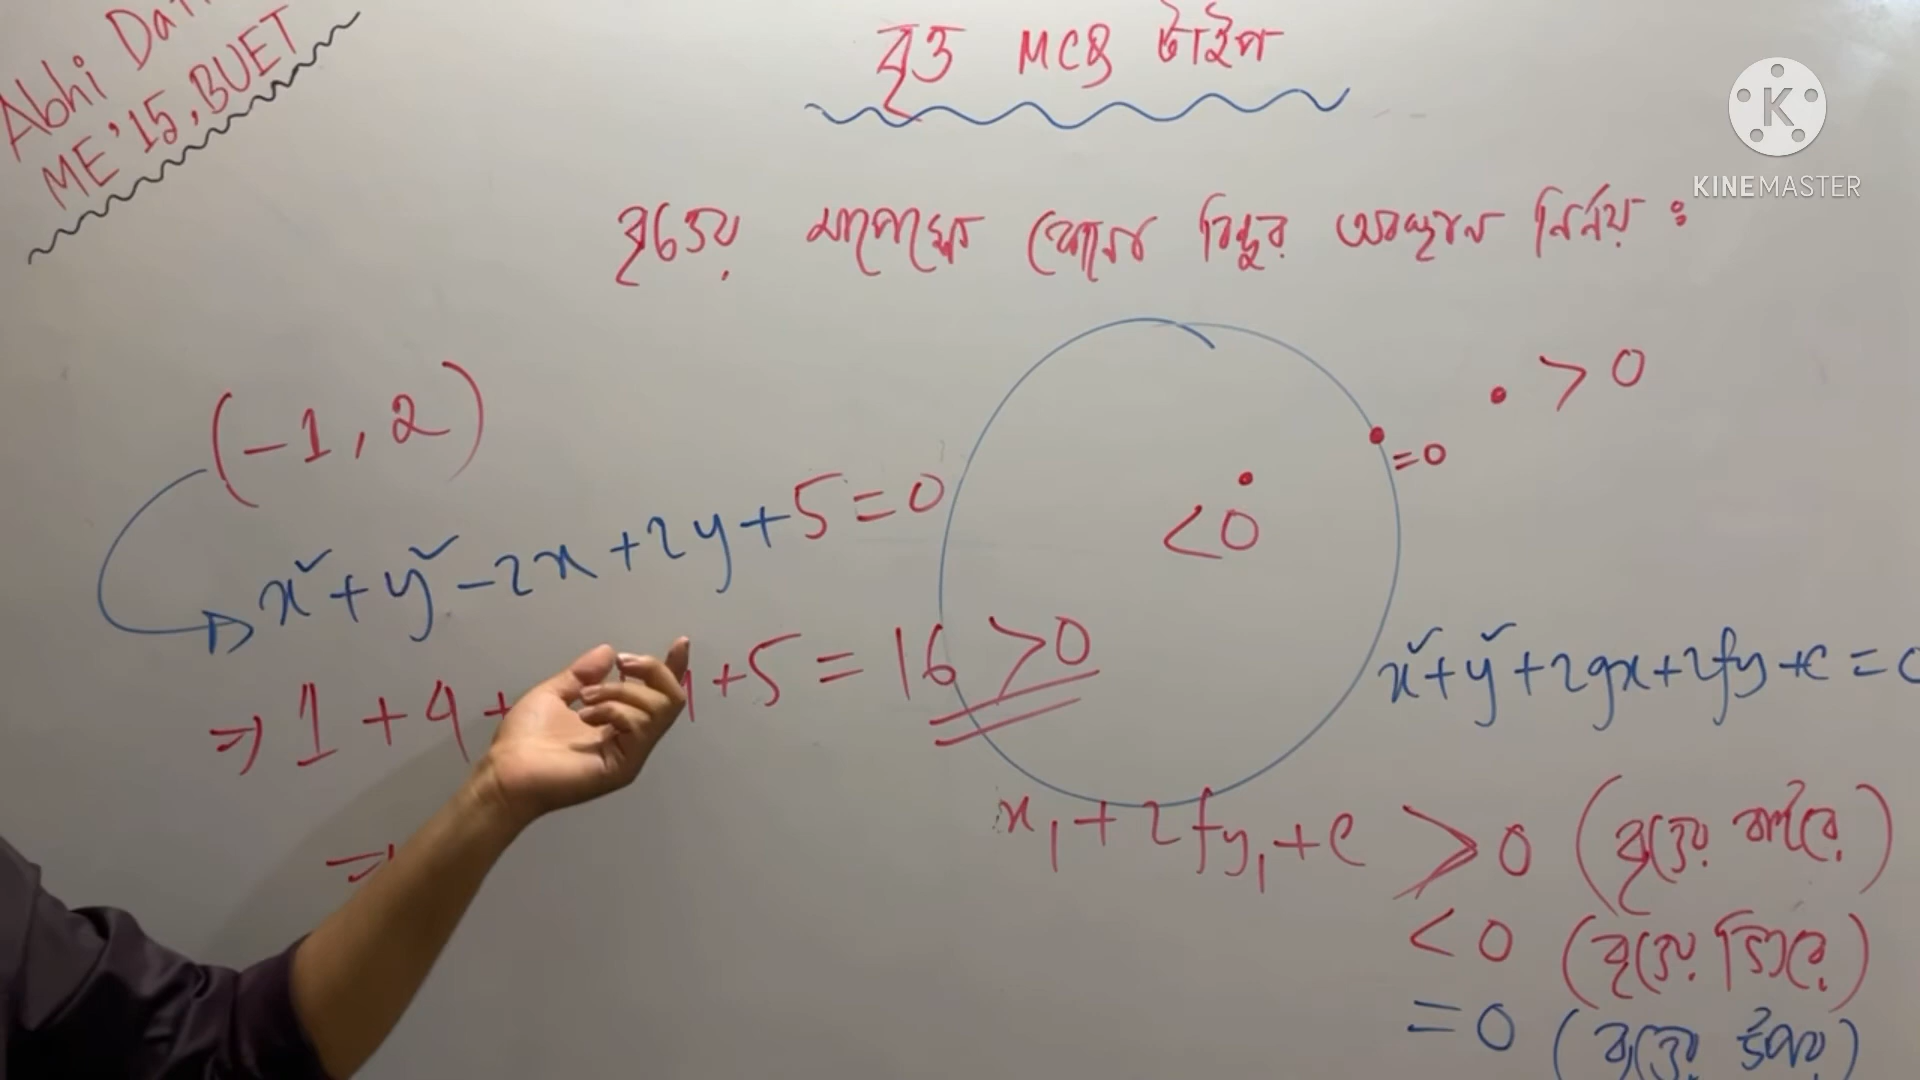 Abhi Dat
ME'15, BUET
বৃত্ত MCQ টাইপ
KINEMASTER
বৃত্তের সাপেক্ষে কোনো বিন্দুর অবস্থান নির্ণয় :
(-1, 2)
• > 0
= 0
< 0
x² + y² - 2x + 2y + 5 = 0
⇒ 1 + 4 + 4 + 5 = 16 > 0
x² + y² + 2gx + 2fy + c = 0
⇒
x₁ + 2fy₁ + c > 0 (বৃত্তের বাইরে)
< 0 (বৃত্তের ভিতরে)
= 0 (বৃত্তের উপর)